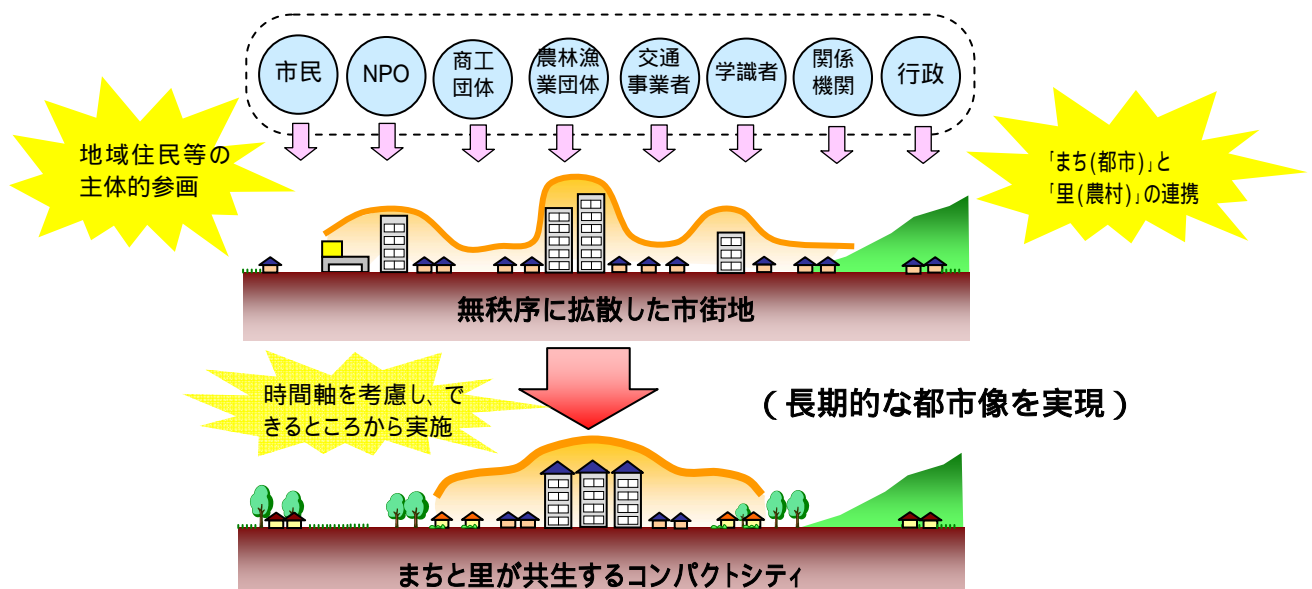 市民
NPO
商工
団体
農林漁
業団体
交通
事業者
学識者
関係
機関
行政
地域住民等の
主体的参画
「まち(都市)」と
「里(農村)」の連携
無秩序に拡散した市街地
時間軸を考慮し、で
きるところから実施
(長期的な都市像を実現)
まちと里が共生するコンパクトシティ